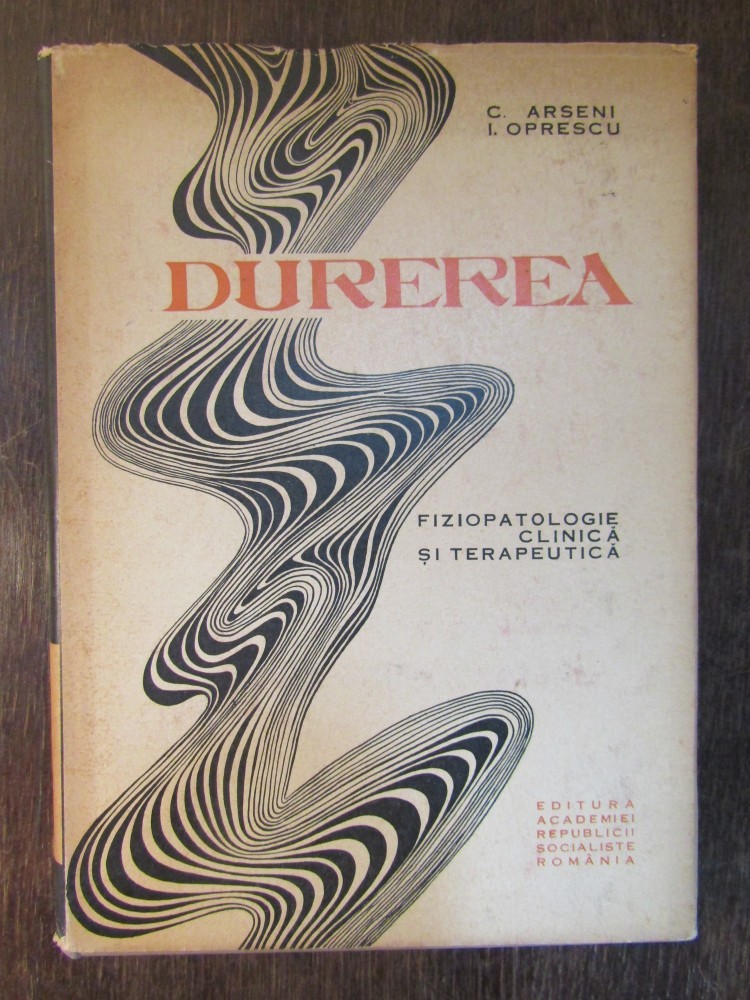 C. ARSENI
I. OPRESCU
DUREREA
FIZIOPATOLOGIE
CLINICĂ
ȘI TERAPEUTICĂ
EDITURA
ACADEMIEI
REPUBLICII
SOCIALISTE
ROMÂNIA